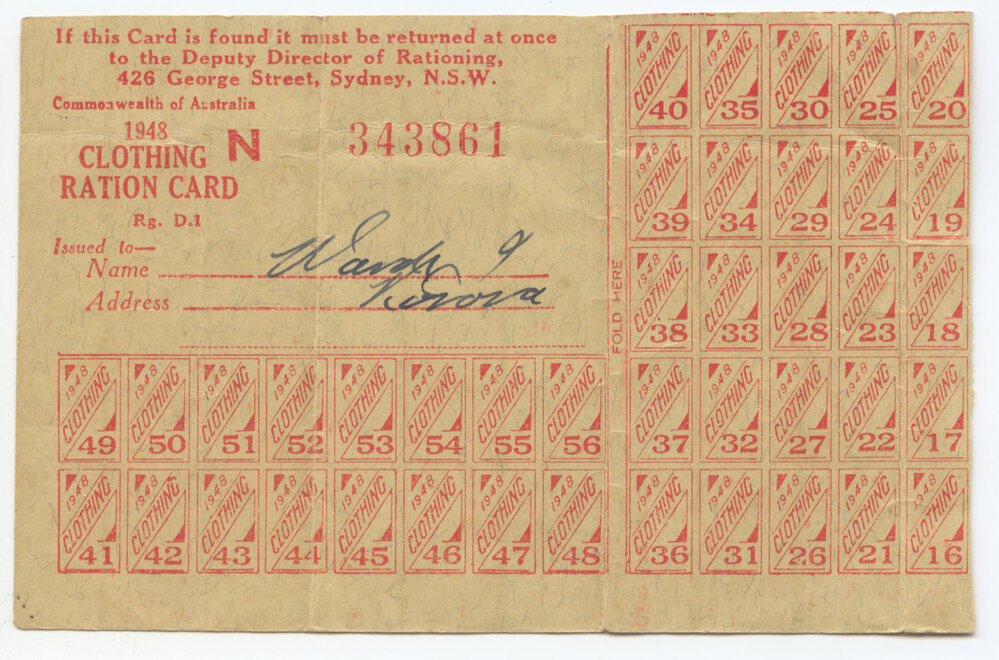 If this Card is found it must be returned at once
to the Deputy Director of Rationing,
426 George Street, Sydney, N.S.W.
Commonwealth of Australia
1948
CLOTHING N 343861
RATION CARD
Rg. D.1
Issued to—
Name
Address
FOLD HERE
1948 CLOTHING 40 1948 CLOTHING 35 1948 CLOTHING 30 1948 CLOTHING 25 1948 CLOTHING 20
1948 CLOTHING 39 1948 CLOTHING 34 1948 CLOTHING 29 1948 CLOTHING 24 1948 CLOTHING 19
1948 CLOTHING 38 1948 CLOTHING 33 1948 CLOTHING 28 1948 CLOTHING 23 1948 CLOTHING 18
1948 CLOTHING 37 1948 CLOTHING 32 1948 CLOTHING 27 1948 CLOTHING 22 1948 CLOTHING 17
1948 CLOTHING 36 1948 CLOTHING 31 1948 CLOTHING 26 1948 CLOTHING 21 1948 CLOTHING 16
1948 CLOTHING 49 1948 CLOTHING 50 1948 CLOTHING 51 1948 CLOTHING 52 1948 CLOTHING 53 1948 CLOTHING 54 1948 CLOTHING 55 1948 CLOTHING 56
1948 CLOTHING 41 1948 CLOTHING 42 1948 CLOTHING 43 1948 CLOTHING 44 1948 CLOTHING 45 1948 CLOTHING 46 1948 CLOTHING 47 1948 CLOTHING 48